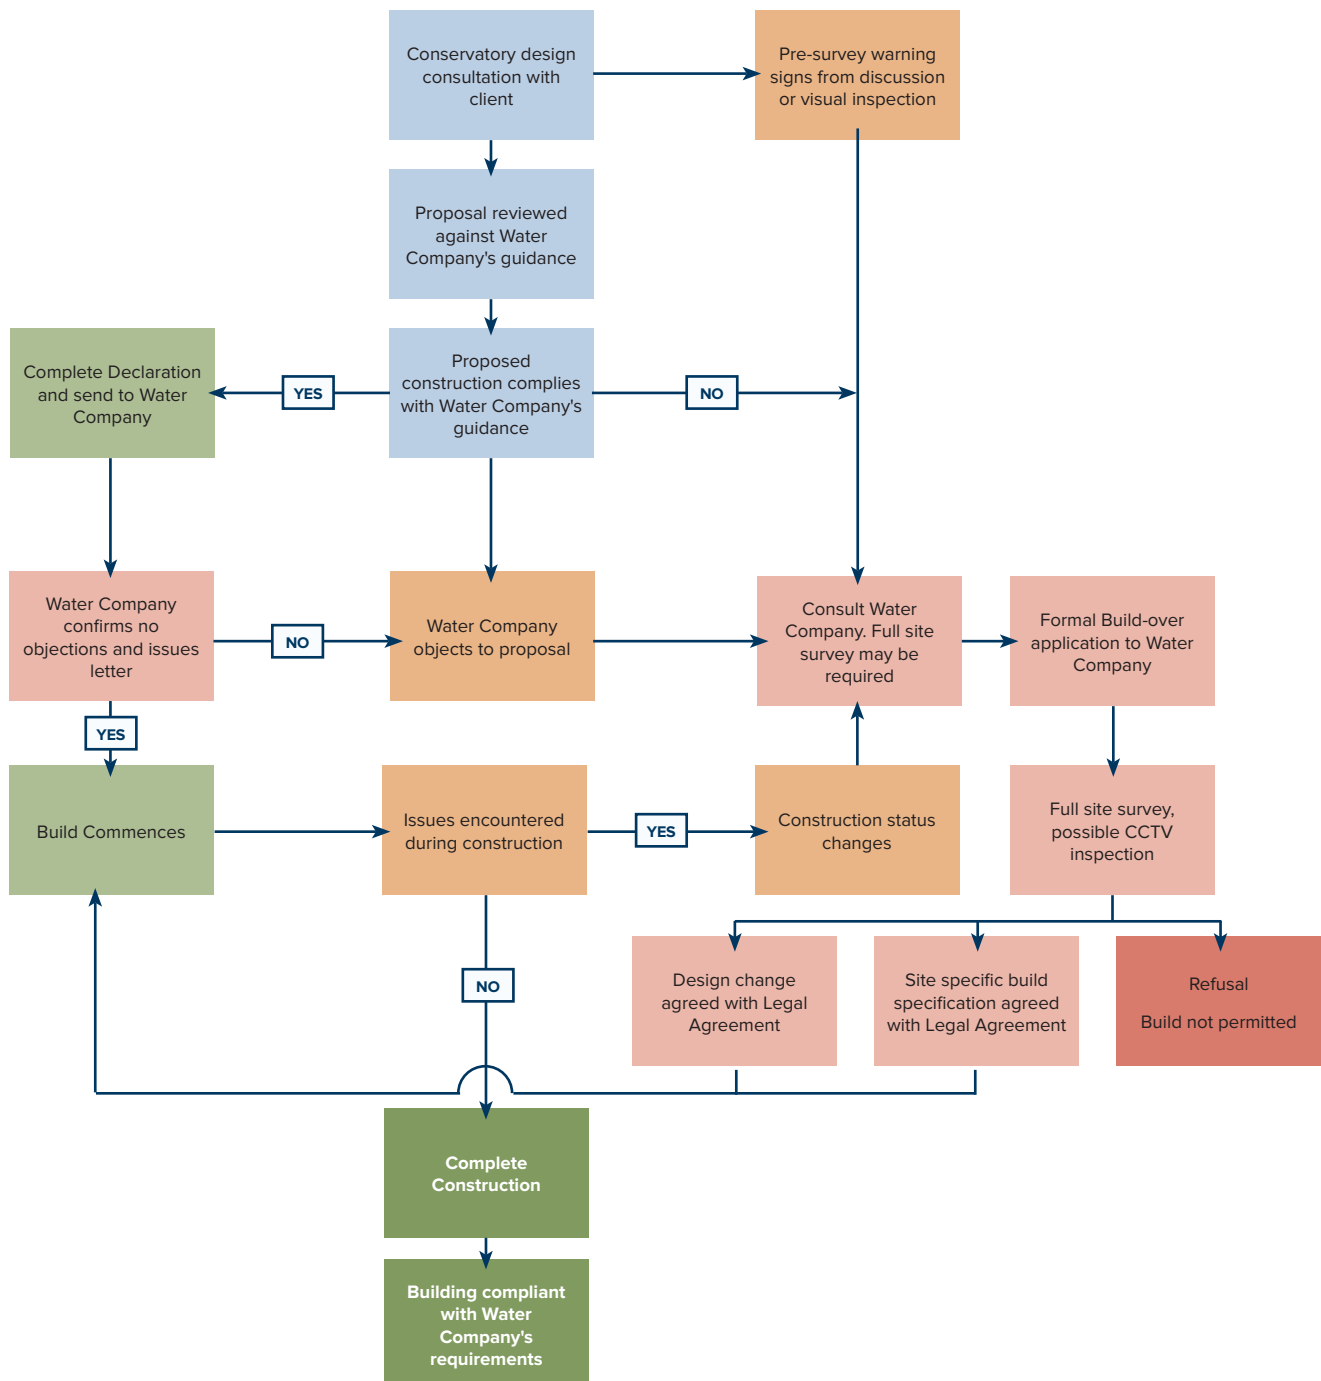 Conservatory design
consultation with
client
Pre-survey warning
signs from discussion
or visual inspection
Proposal reviewed
against Water
Company's guidance
Complete Declaration
and send to Water
Company
YES
Proposed
construction complies
with Water Company's
guidance
NO
Water Company
confirms no
objections and issues
letter
NO
Water Company
objects to proposal
Consult Water
Company. Full site
survey may be
required
Formal Build-over
application to Water
Company
YES
Build Commences
Issues encountered
during construction
YES
Construction status
changes
Full site survey,
possible CCTV
inspection
NO
Design change
agreed with Legal
Agreement
Site specific build
specification agreed
with Legal Agreement
Refusal
Build not permitted
Complete
Construction
Building compliant
with Water
Company's
requirements